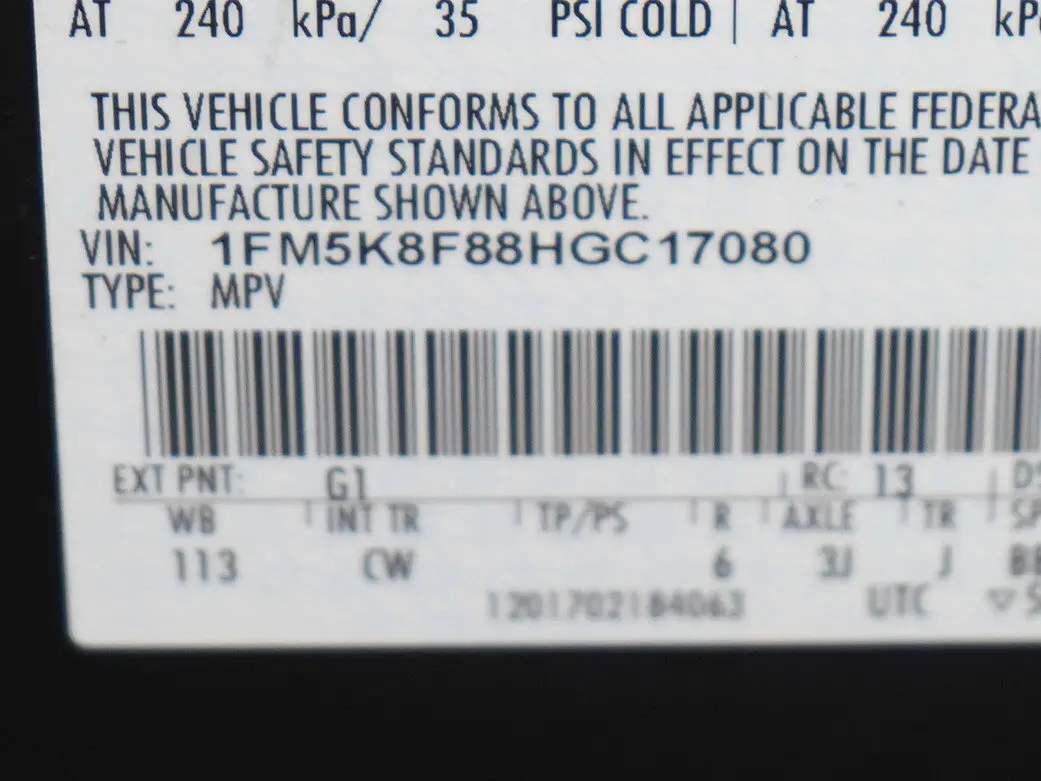 AT 240 kPa/ 35 PSI COLD | AT 240
THIS VEHICLE CONFORMS TO ALL APPLICABLE
VEHICLE SAFETY STANDARDS IN EFFECT ON THE DATE
MANUFACTURE SHOWN ABOVE.
VIN: 1FM5K8F88HGC17080
TYPE: MPV
EXT PNT: G1 | RC: 13
WB | INT TR | TP/PS | R | AXLE | TR
113 CW 6 3J J
1201702184063 UTC